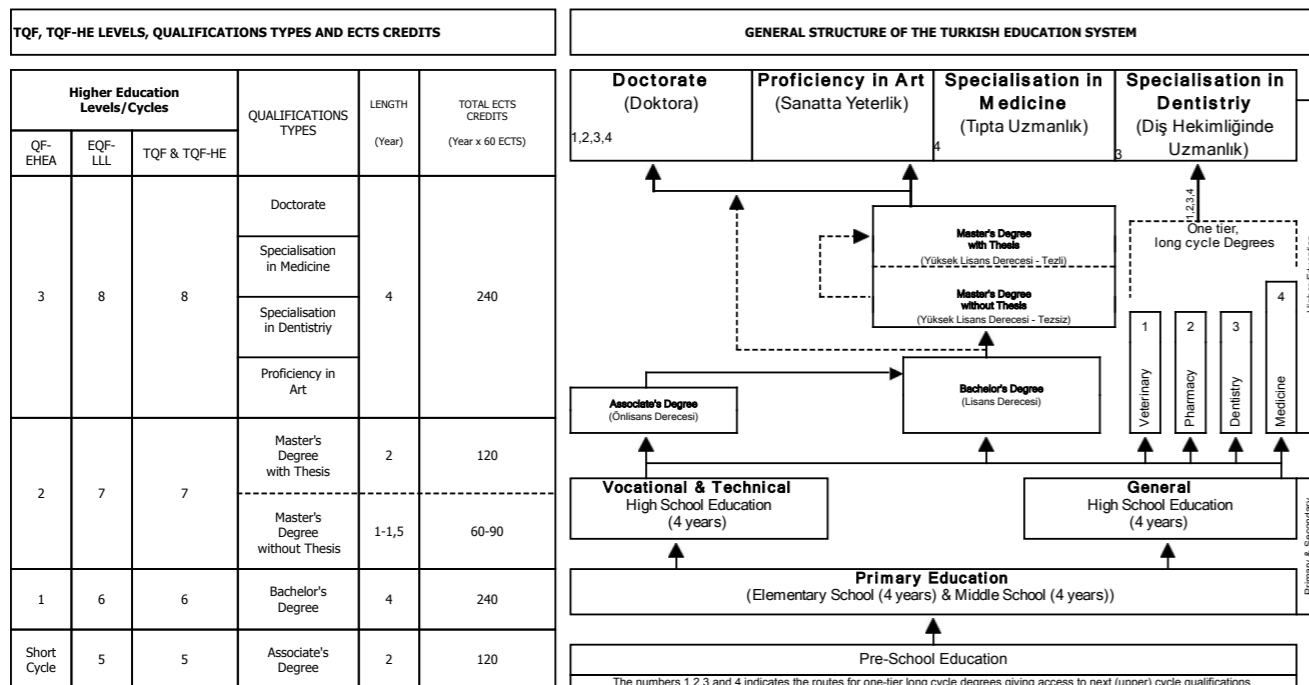 TQF, TQF-HE LEVELS, QUALIFICATIONS TYPES AND ECTS CREDITS
Higher Education
Levels/Cycles
QUALIFICATIONS
TYPES
LENGTH
(Year)
TOTAL ECTS
CREDITS
(Year x 60 ECTS)
QF-
EHEA
EQF-
LLL
TQF & TQF-HE
3
8
8
Doctorate
Specialisation
in Medicine
Specialisation
in Dentistriy
Proficiency in
Art
4
240
2
7
7
Master's
Degree
with Thesis
2
120
Master's
Degree
without Thesis
1-1,5
60-90
1
6
6
Bachelor's
Degree
4
240
Short
Cycle
5
5
Associate's
Degree
2
120
GENERAL STRUCTURE OF THE TURKISH EDUCATION SYSTEM
Doctorate
(Doktora)
1,2,3,4
Proficiency in Art
(Sanatta Yeterlik)
Specialisation in
Medicine
(Tıpta Uzmanlık)
4
Specialisation in
Dentistriy
(Diş Hekimliğinde
Uzmanlık)
3
1,2,3,4
One tier,
long cycle Degrees
Master's Degree
with Thesis
(Yüksek Lisans Derecesi - Tezli)
Master's Degree
without Thesis
(Yüksek Lisans Derecesi - Tezsiz)
1
Veterinary
2
Pharmacy
3
Dentistry
4
Medicine
Associate's Degree
(Önlisans Derecesi)
Bachelor's Degree
(Lisans Derecesi)
Vocational & Technical
High School Education
(4 years)
General
High School Education
(4 years)
Primary Education
(Elementary School (4 years) & Middle School (4 years))
Pre-School Education
The numbers 1,2,3 and 4 indicates the routes for one-tier long cycle degrees giving access to next (upper) cycle qualifications
Higher Education
Primary & Secondary